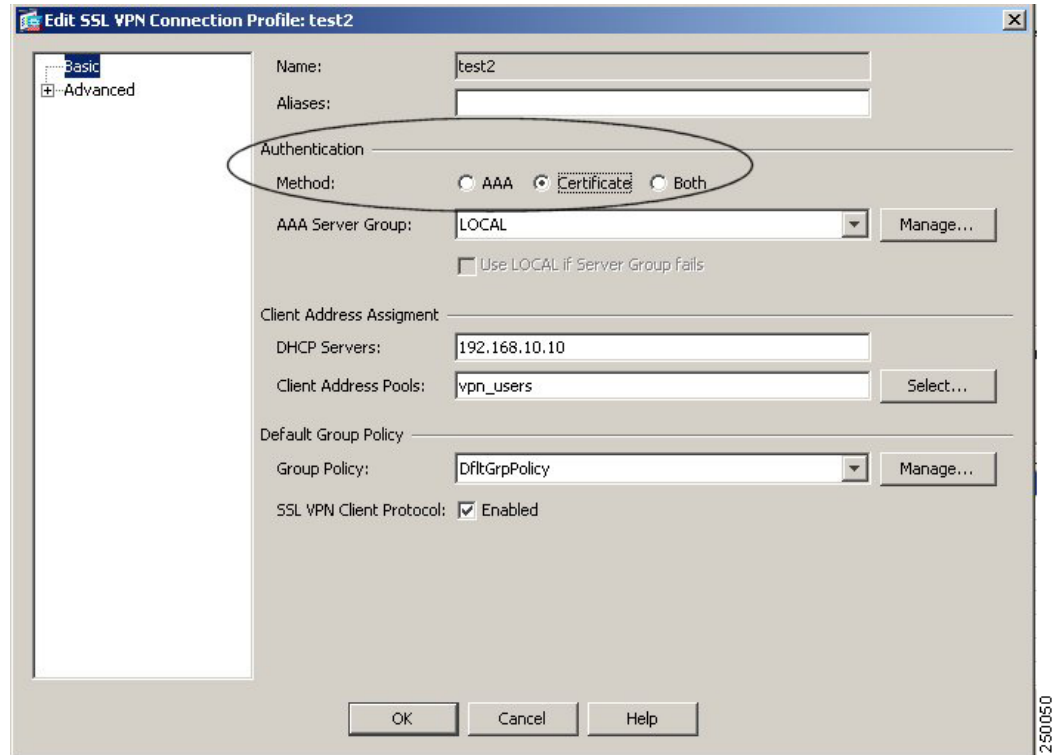 Edit SSL VPN Connection Profile: test2
Basic
Advanced
Name: test2
Aliases:
Authentication
Method: AAA Certificate Both
AAA Server Group: LOCAL Manage...
Use LOCAL if Server Group fails
Client Address Assigment
DHCP Servers: 192.168.10.10
Client Address Pools: vpn_users Select...
Default Group Policy
Group Policy: DfltGrpPolicy Manage...
SSL VPN Client Protocol: Enabled
OK Cancel Help
250050